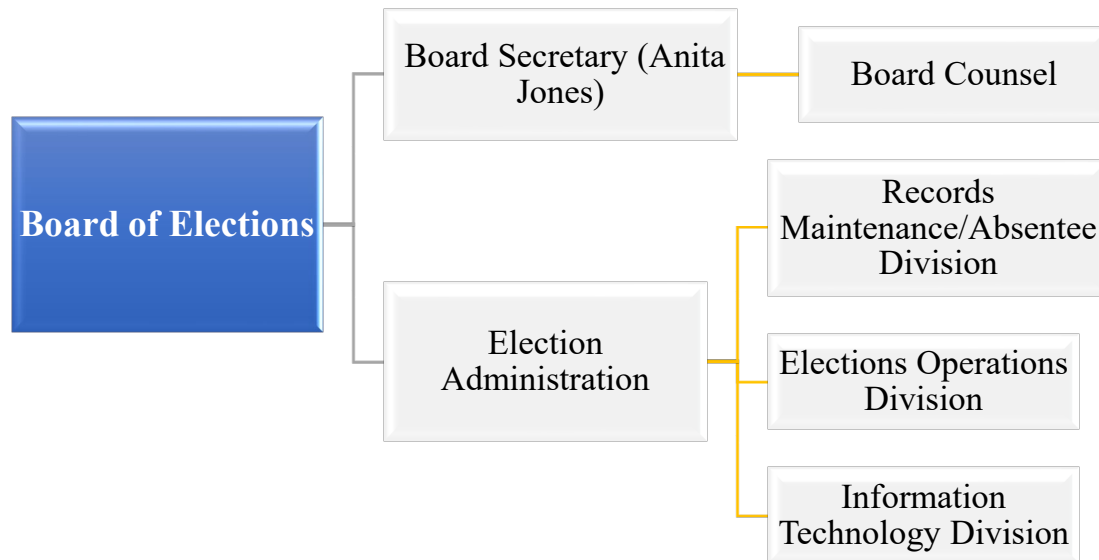 Board of Elections
Board Secretary (Anita
Jones)
Board Counsel
Election
Administration
Records
Maintenance/Absentee
Division
Elections Operations
Division
Information
Technology Division